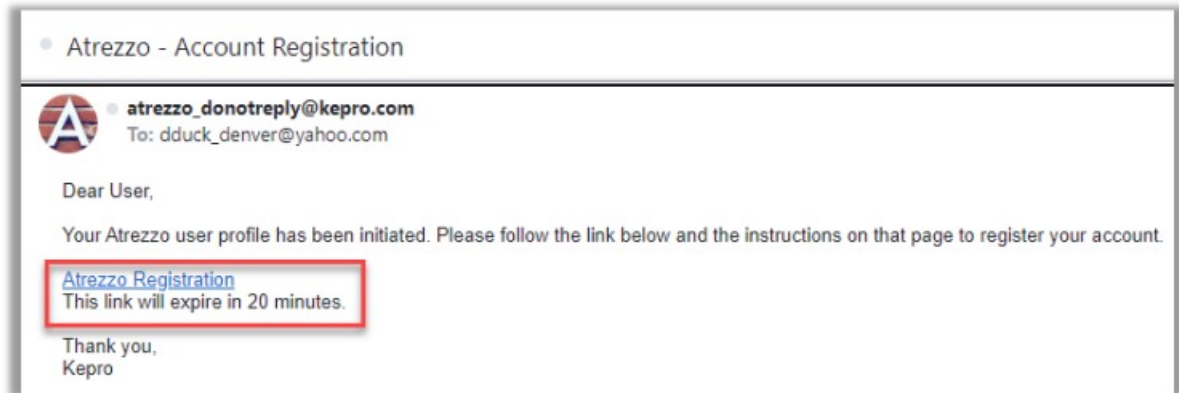 Atrezzo - Account Registration
A
atrezzo_donotreply@kepro.com
To: dduck_denver@yahoo.com
Dear User,
Your Atrezzo user profile has been initiated. Please follow the link below and the instructions on that page to register your account.
Atrezzo Registration
This link will expire in 20 minutes.
Thank you,
Kepro